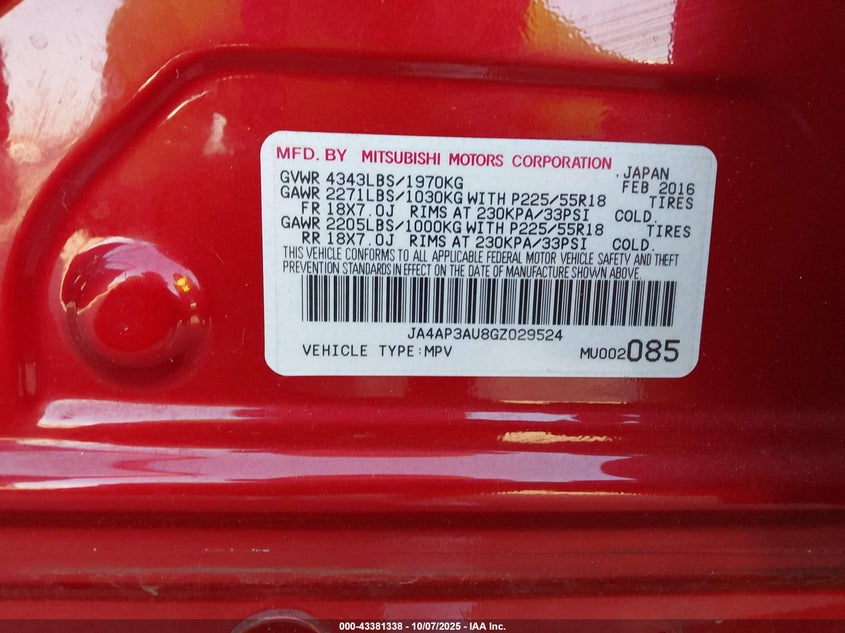 MFD. BY MITSUBISHI MOTORS CORPORATION , JAPAN
GVWR 4343LBS/1970KG FEB 2016
GAWR 2271LBS/1030KG WITH P225/55R18 TIRES
FR 18X7.0J RIMS AT 230KPA/33PSI COLD.
GAWR 2205LBS/1000KG WITH P225/55R18 TIRES
RR 18X7.0J RIMS AT 230KPA/33PSI COLD.
THIS VEHICLE CONFORMS TO ALL APPLICABLE FEDERAL MOTOR VEHICLE SAFETY AND THEFT
PREVENTION STANDARDS IN EFFECT ON THE DATE OF MANUFACTURE SHOWN ABOVE.
JA4AP3AU8GZ029524
VEHICLE TYPE:MPV MU002085
000-43381338 - 10/07/2025 - IAA Inc.